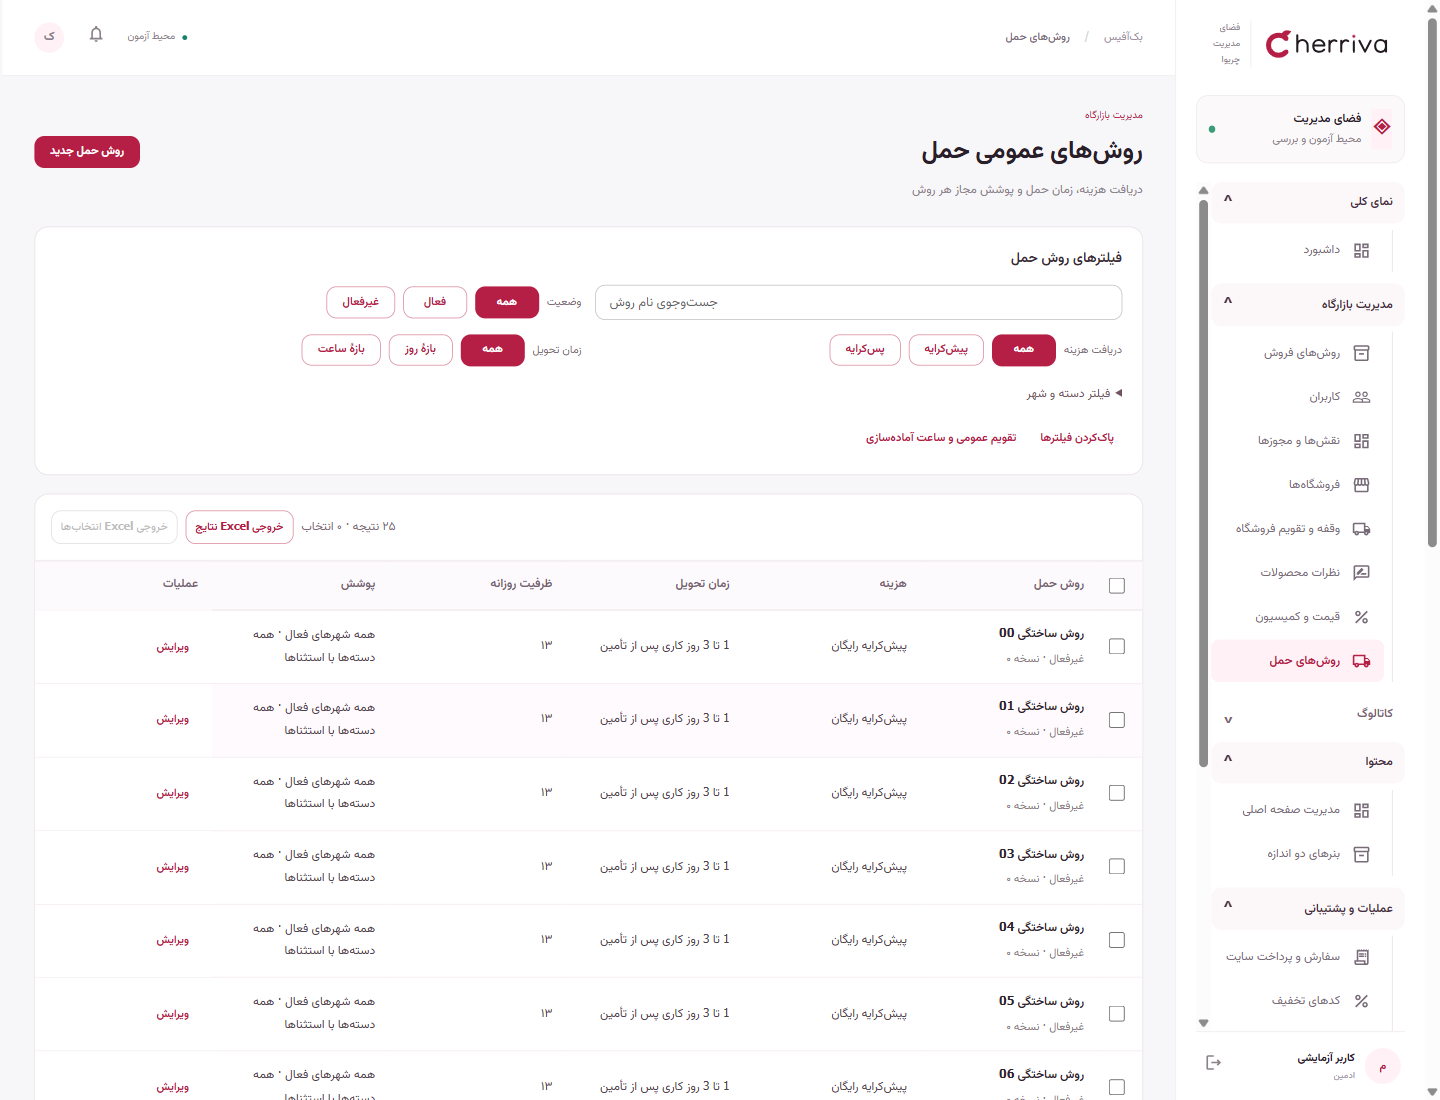 Cherriva
فضای
مدیریت
چریوا
فضای مدیریت
محیط آزمون و بررسی
نمای کلی
داشبورد
مدیریت بازارگاه
روش‌های فروش
کاربران
نقش‌ها و مجوزها
فروشگاه‌ها
وقفه و تقویم فروشگاه
نظرات محصولات
قیمت و کمیسیون
روش‌های حمل
کاتالوگ
محتوا
مدیریت صفحه اصلی
بنرهای دو اندازه
عملیات و پشتیبانی
سفارش و پرداخت سایت
کدهای تخفیف
م
کاربر آزمایشی
ادمین
بک‌آفیس / روش‌های حمل
محیط آزمون
ک
مدیریت بازارگاه
روش‌های عمومی حمل
دریافت هزینه، زمان حمل و پوشش مجاز هر روش
روش حمل جدید
فیلترهای روش حمل
جست‌وجوی نام روش
وضعیت همه فعال غیرفعال
دریافت هزینه همه پیش‌کرایه پس‌کرایه
زمان تحویل همه بازهٔ روز بازهٔ ساعت
فیلتر دسته و شهر
پاک‌کردن فیلترها تقویم عمومی و ساعت آماده‌سازی
۲۵ نتیجه · ۰ انتخاب خروجی Excel نتایج خروجی Excel انتخاب‌ها
روش حمل هزینه زمان تحویل ظرفیت روزانه پوشش عملیات
روش ساختگی 00
غیرفعال · نسخه ۰
پیش‌کرایه رایگان
1 تا 3 روز کاری پس از تأمین
۱۳
همه شهرهای فعال · همه
دسته‌ها با استثناها
ویرایش
روش ساختگی 01
غیرفعال · نسخه ۰
پیش‌کرایه رایگان
1 تا 3 روز کاری پس از تأمین
۱۳
همه شهرهای فعال · همه
دسته‌ها با استثناها
ویرایش
روش ساختگی 02
غیرفعال · نسخه ۰
پیش‌کرایه رایگان
1 تا 3 روز کاری پس از تأمین
۱۳
همه شهرهای فعال · همه
دسته‌ها با استثناها
ویرایش
روش ساختگی 03
غیرفعال · نسخه ۰
پیش‌کرایه رایگان
1 تا 3 روز کاری پس از تأمین
۱۳
همه شهرهای فعال · همه
دسته‌ها با استثناها
ویرایش
روش ساختگی 04
غیرفعال · نسخه ۰
پیش‌کرایه رایگان
1 تا 3 روز کاری پس از تأمین
۱۳
همه شهرهای فعال · همه
دسته‌ها با استثناها
ویرایش
روش ساختگی 05
غیرفعال · نسخه ۰
پیش‌کرایه رایگان
1 تا 3 روز کاری پس از تأمین
۱۳
همه شهرهای فعال · همه
دسته‌ها با استثناها
ویرایش
روش ساختگی 06
غیرفعال · نسخه ۰
پیش‌کرایه رایگان
1 تا 3 روز کاری پس از تأمین
۱۳
همه شهرهای فعال · همه
دسته‌ها با استثناها
ویرایش